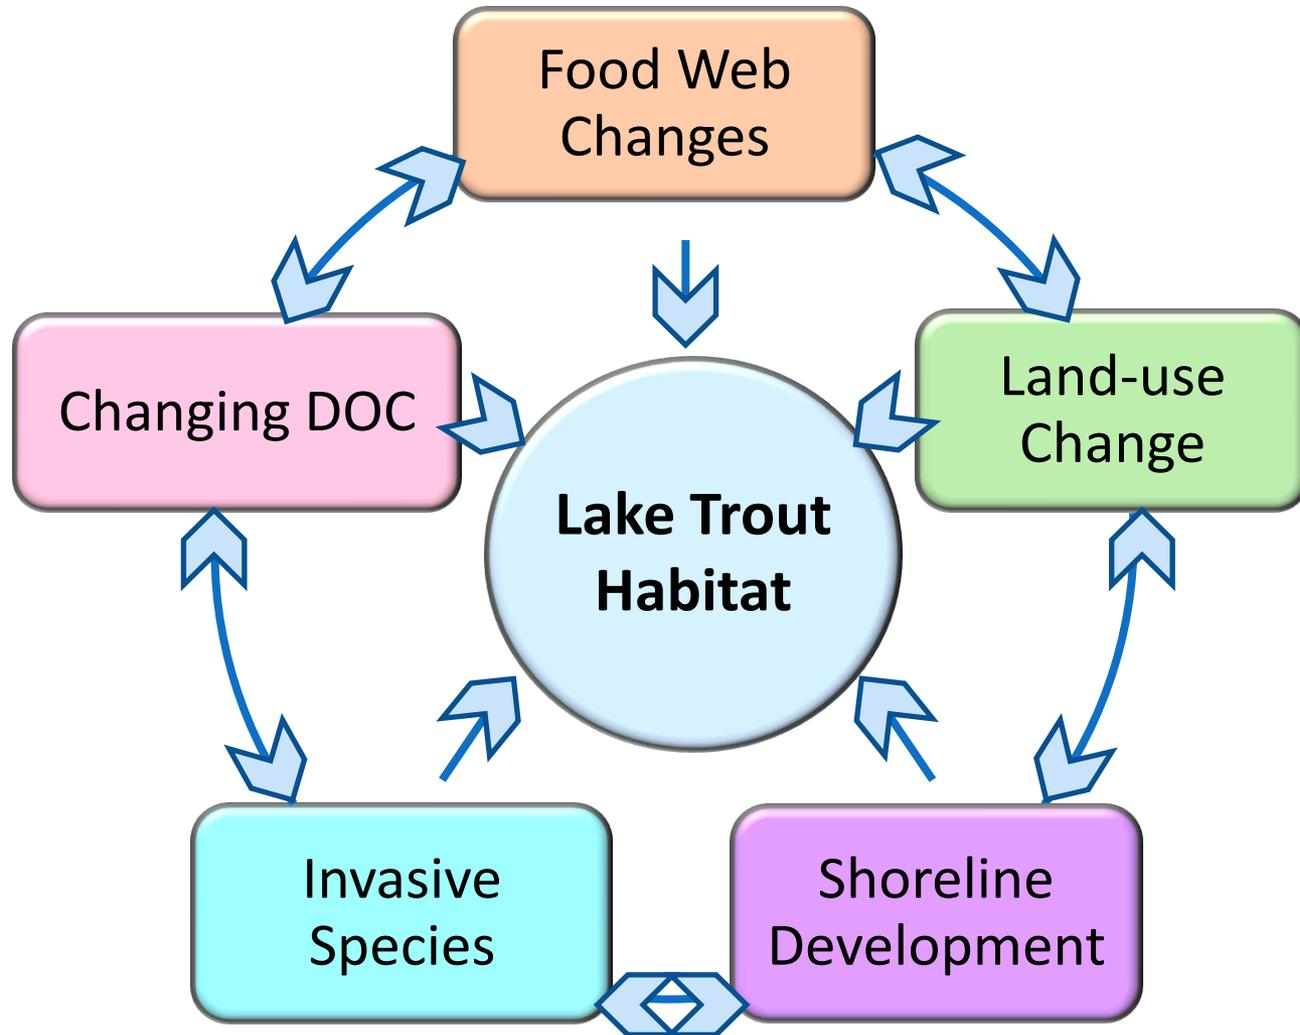 Food Web
Changes
Changing DOC
Land-use
Change
Lake Trout
Habitat
Invasive
Species
Shoreline
Development